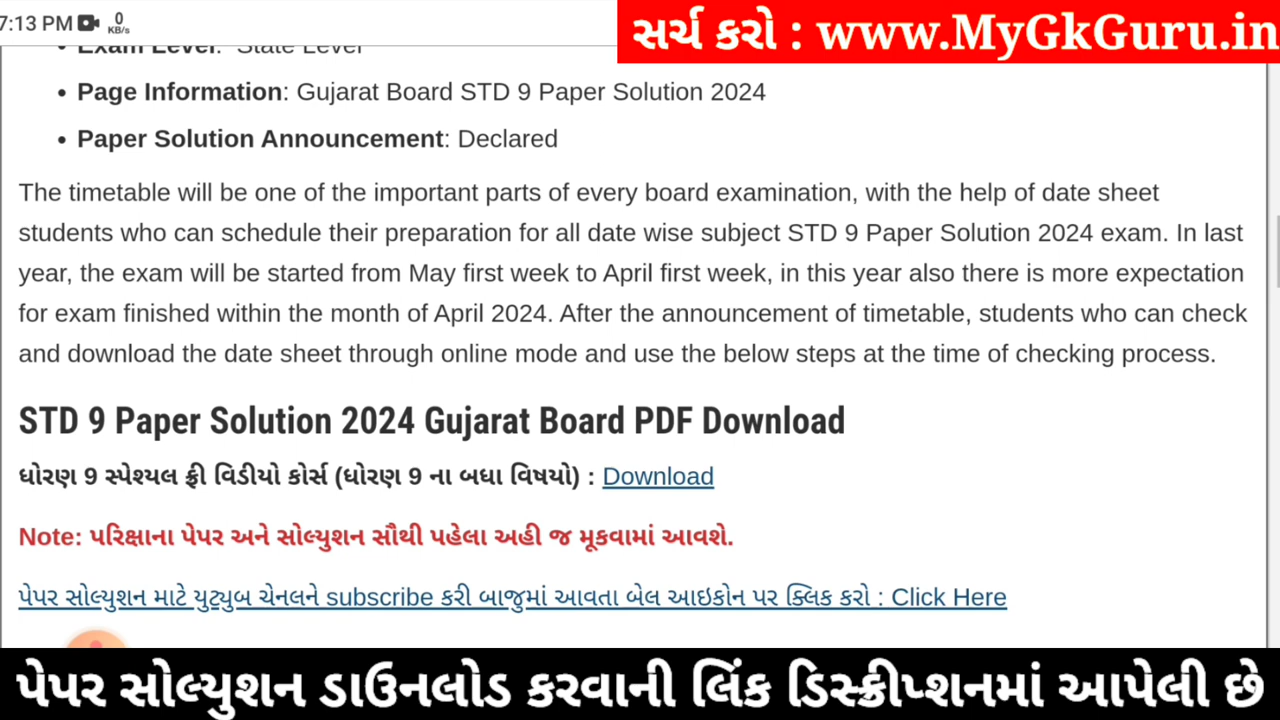 7:13 PM 0 KB/s
સર્ચ કરો : www.MyGkGuru.in
• Exam Level: State Level
• Page Information: Gujarat Board STD 9 Paper Solution 2024
• Paper Solution Announcement: Declared
The timetable will be one of the important parts of every board examination, with the help of date sheet
students who can schedule their preparation for all date wise subject STD 9 Paper Solution 2024 exam. In last
year, the exam will be started from May first week to April first week, in this year also there is more expectation
for exam finished within the month of April 2024. After the announcement of timetable, students who can check
and download the date sheet through online mode and use the below steps at the time of checking process.
STD 9 Paper Solution 2024 Gujarat Board PDF Download
ધોરણ 9 સ્પેશ્યલ ફ્રી વિડીયો કોર્સ (ધોરણ 9 ના બધા વિષયો) : Download
Note: પરિક્ષાના પેપર અને સોલ્યુશન સૌથી પહેલા અહી જ મૂકવામાં આવશે.
પેપર સોલ્યુશન માટે યુટ્યુબ ચેનલને subscribe કરી બાજુમાં આવતા બેલ આઇકોન પર ક્લિક કરો : Click Here
પેપર સોલ્યુશન ડાઉનલોડ કરવાની લિંક ડિસ્ક્રીપ્શનમાં આપેલી છે